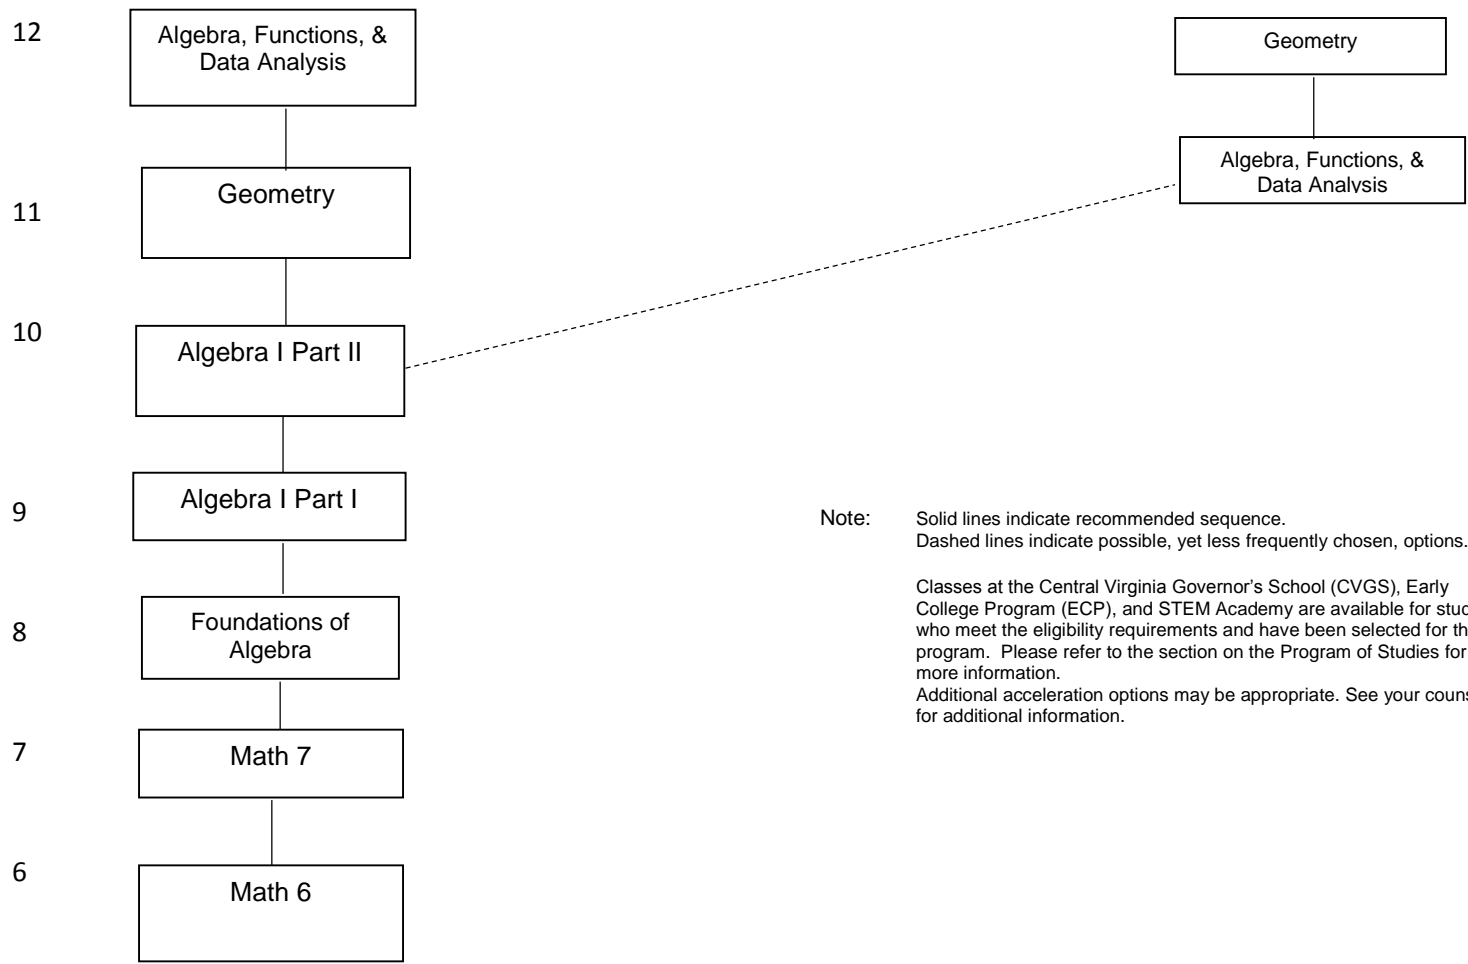 12
Algebra, Functions, &
Data Analysis
Geometry
Algebra, Functions, &
Data Analysis
11
Geometry
10
Algebra I Part II
9
Algebra I Part I
Note: Solid lines indicate recommended sequence.
Dashed lines indicate possible, yet less frequently chosen, options.
Classes at the Central Virginia Governor’s School (CVGS), Early
College Program (ECP), and STEM Academy are available for
who meet the eligibility requirements and have been selected for
program.  Please refer to the section on the Program of Studies for
more information.
Additional acceleration options may be appropriate. See your
for additional information.
8
Foundations of
Algebra
7
Math 7
6
Math 6